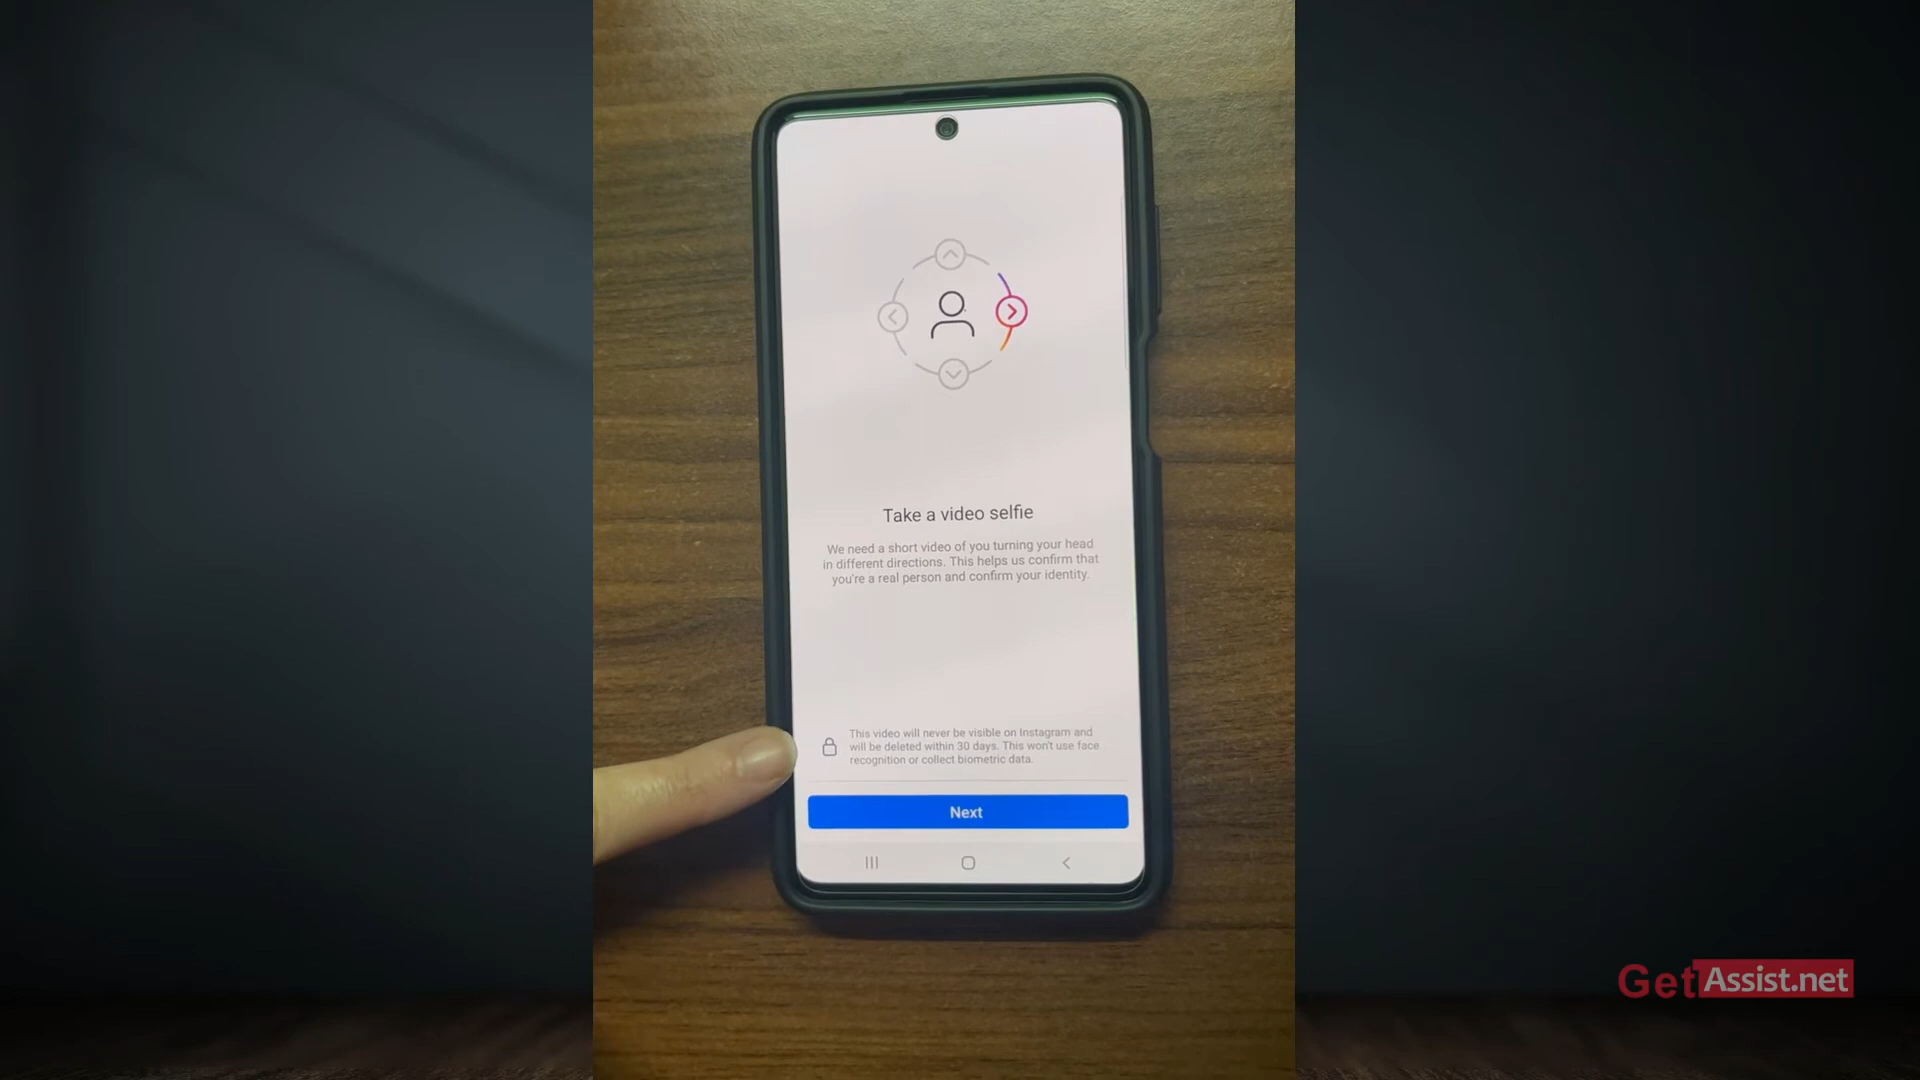 Take a video selfie
We need a short video of you turning your head
in different directions. This helps us confirm that
you're a real person and confirm your identity.
This video will never be visible on Instagram and
will be deleted within 30 days. This won't use face
recognition or collect biometric data.
Next
GetAssist.net